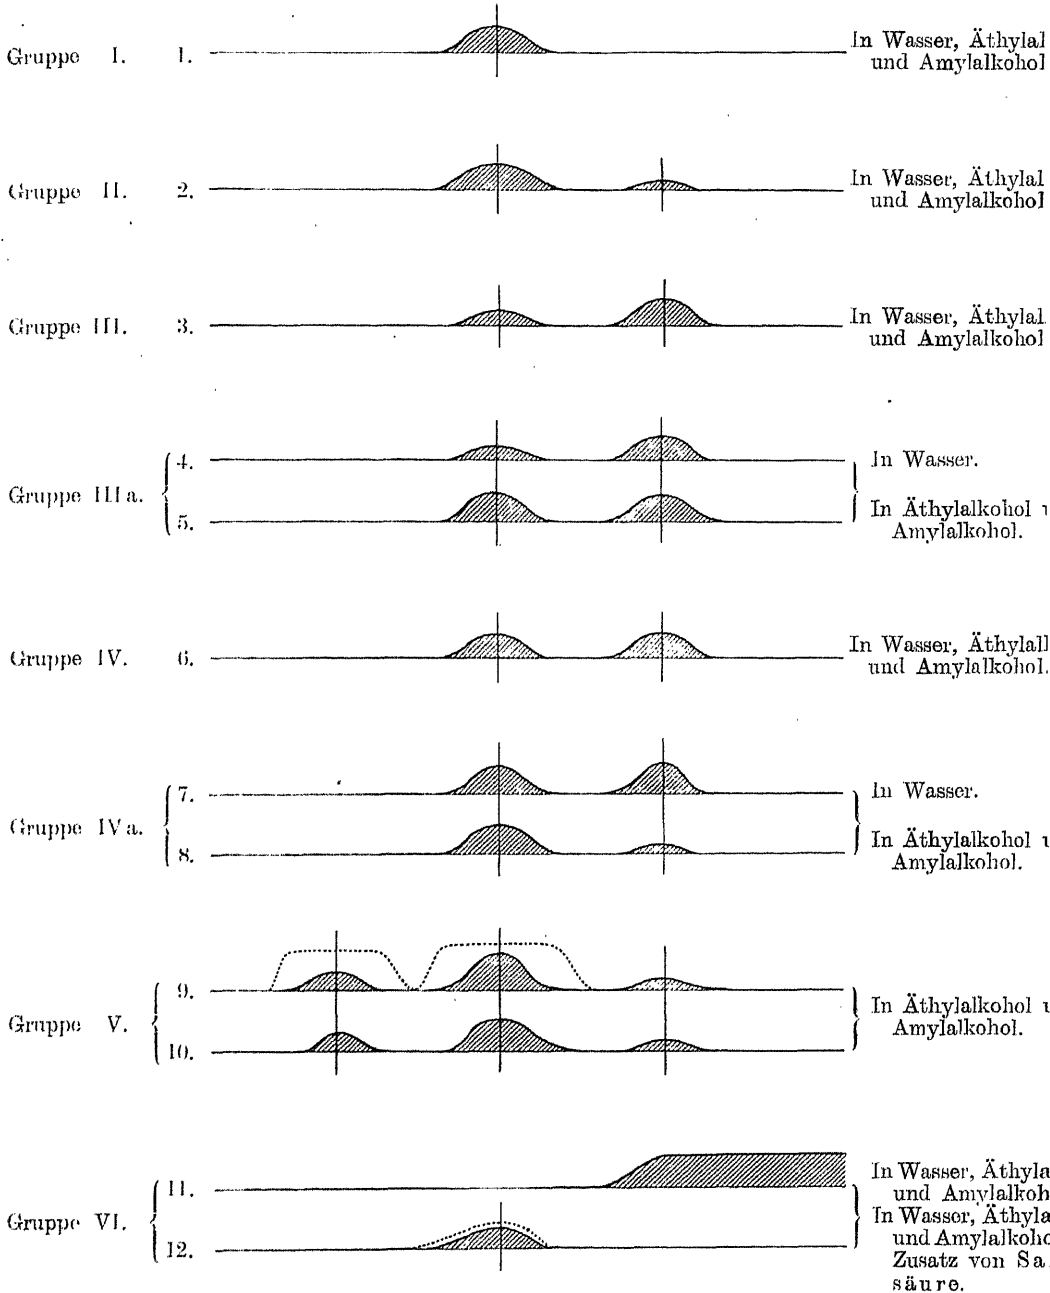 Gruppe I. 1. In Wasser, Äthylal
und Amylalkohol
Gruppe II. 2. In Wasser, Äthylal
und Amylalkohol
Gruppe III. 3. In Wasser, Äthylal
und Amylalkohol
4. In Wasser.
Gruppe IIIa.
5. In Äthylalkohol
Amylalkohol.
Gruppe IV. 6. In Wasser, Äthylall
und Amylalkohol.
7. In Wasser.
Gruppe IVa.
8. In Äthylalkohol
Amylalkohol.
9. In Äthylalkohol
Gruppe V. Amylalkohol.
10.
11. In Wasser, Äthyla
und Amylalkoh
Gruppe VI. In Wasser, Äthyla
12. und Amylalkoho
Zusatz von Sa
säure.